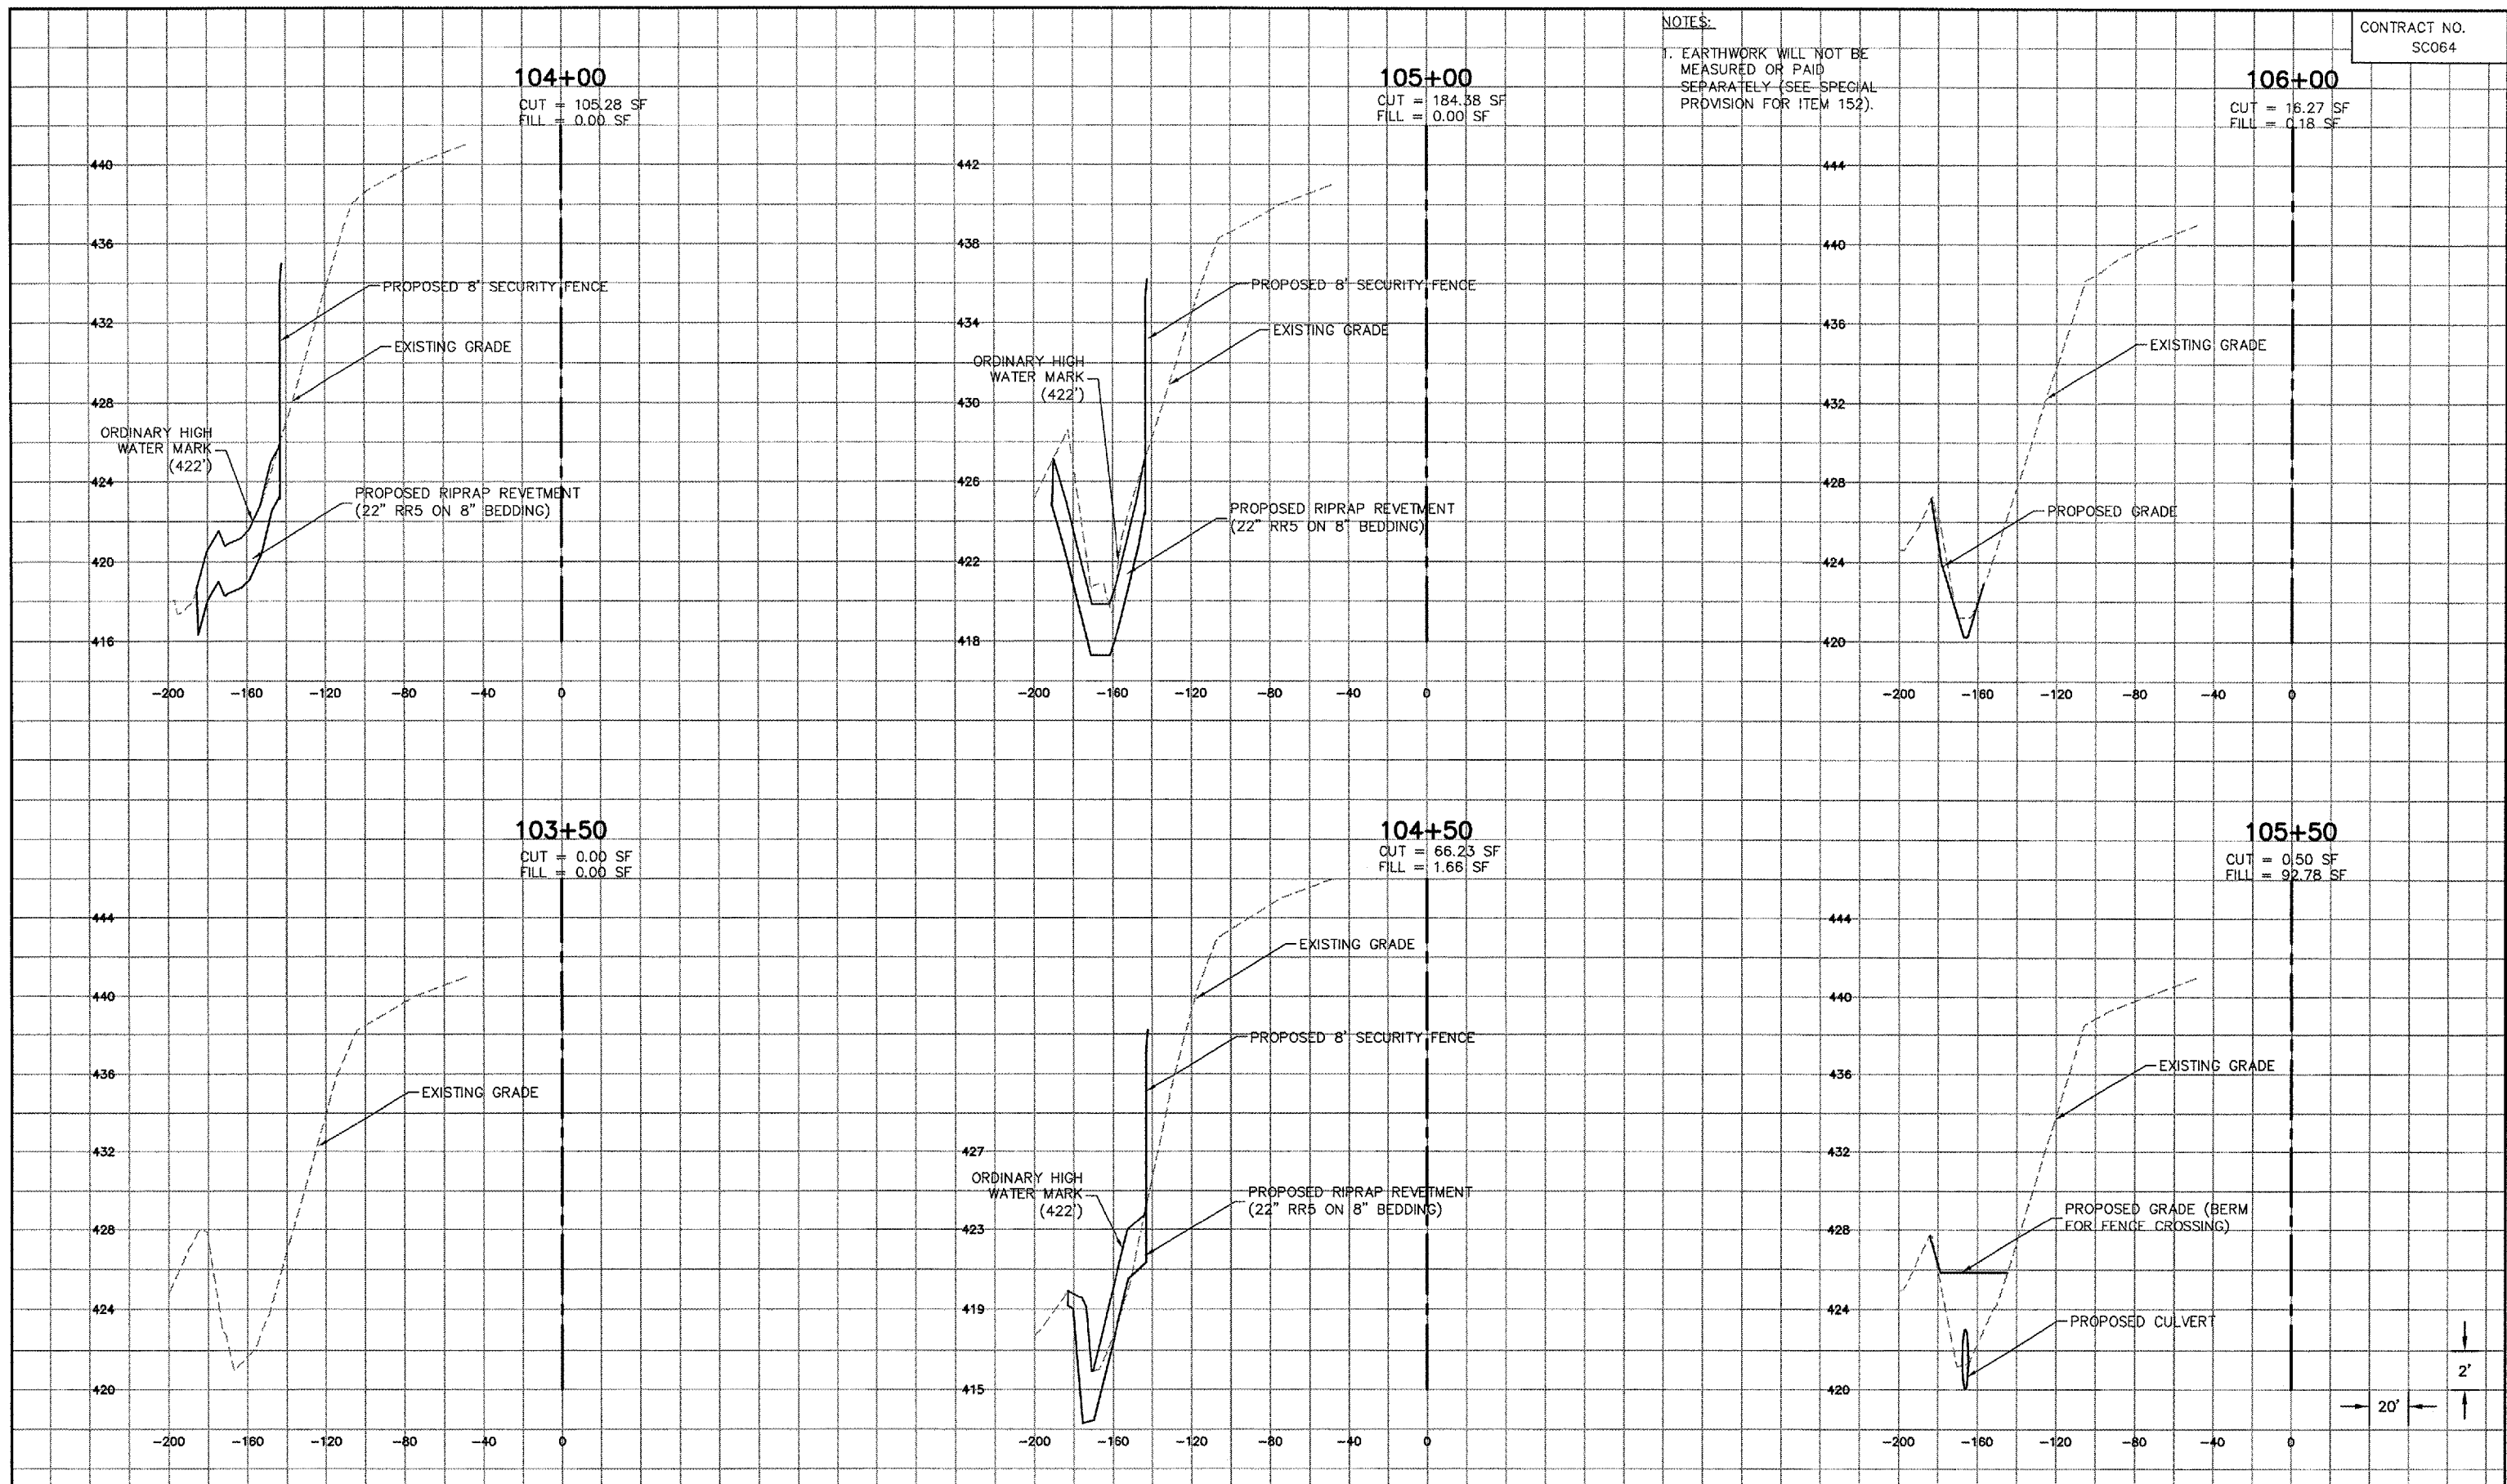 CONTRACT NO.
SC064
NOTES:
1. EARTHWORK WILL NOT BE
MEASURED OR PAID
SEPARATELY (SEE SPECIAL
PROVISION FOR ITEM 152).
104+00
CUT = 105.28 SF
FILL = 0.00 SF
440
436
432
428
424
420
416
PROPOSED 8' SECURITY FENCE
EXISTING GRADE
ORDINARY HIGH
WATER MARK
(422')
PROPOSED RIPRAP REVETMENT
(22" RR5 ON 8" BEDDING)
-200 -160 -120 -80 -40 0
105+00
CUT = 184.38 SF
FILL = 0.00 SF
442
438
434
430
426
422
418
PROPOSED 8' SECURITY FENCE
EXISTING GRADE
ORDINARY HIGH
WATER MARK
(422')
PROPOSED RIPRAP REVETMENT
(22" RR5 ON 8" BEDDING)
-200 -160 -120 -80 -40 0
106+00
CUT = 16.27 SF
FILL = 0.18 SF
444
440
436
432
428
424
420
EXISTING GRADE
PROPOSED GRADE
-200 -160 -120 -80 -40 0
103+50
CUT = 0.00 SF
FILL = 0.00 SF
444
440
436
432
428
424
420
EXISTING GRADE
-200 -160 -120 -80 -40 0
104+50
CUT = 66.23 SF
FILL = 1.66 SF
427
423
419
415
EXISTING GRADE
PROPOSED 8' SECURITY FENCE
ORDINARY HIGH
WATER MARK
(422')
PROPOSED RIPRAP REVETMENT
(22" RR5 ON 8" BEDDING)
-200 -160 -120 -80 -40 0
105+50
CUT = 0.50 SF
FILL = 92.78 SF
444
440
436
432
428
424
420
EXISTING GRADE
PROPOSED GRADE (BERM
FOR FENCE CROSSING)
PROPOSED CULVERT
-200 -160 -120 -80 -40 0
2'
20'